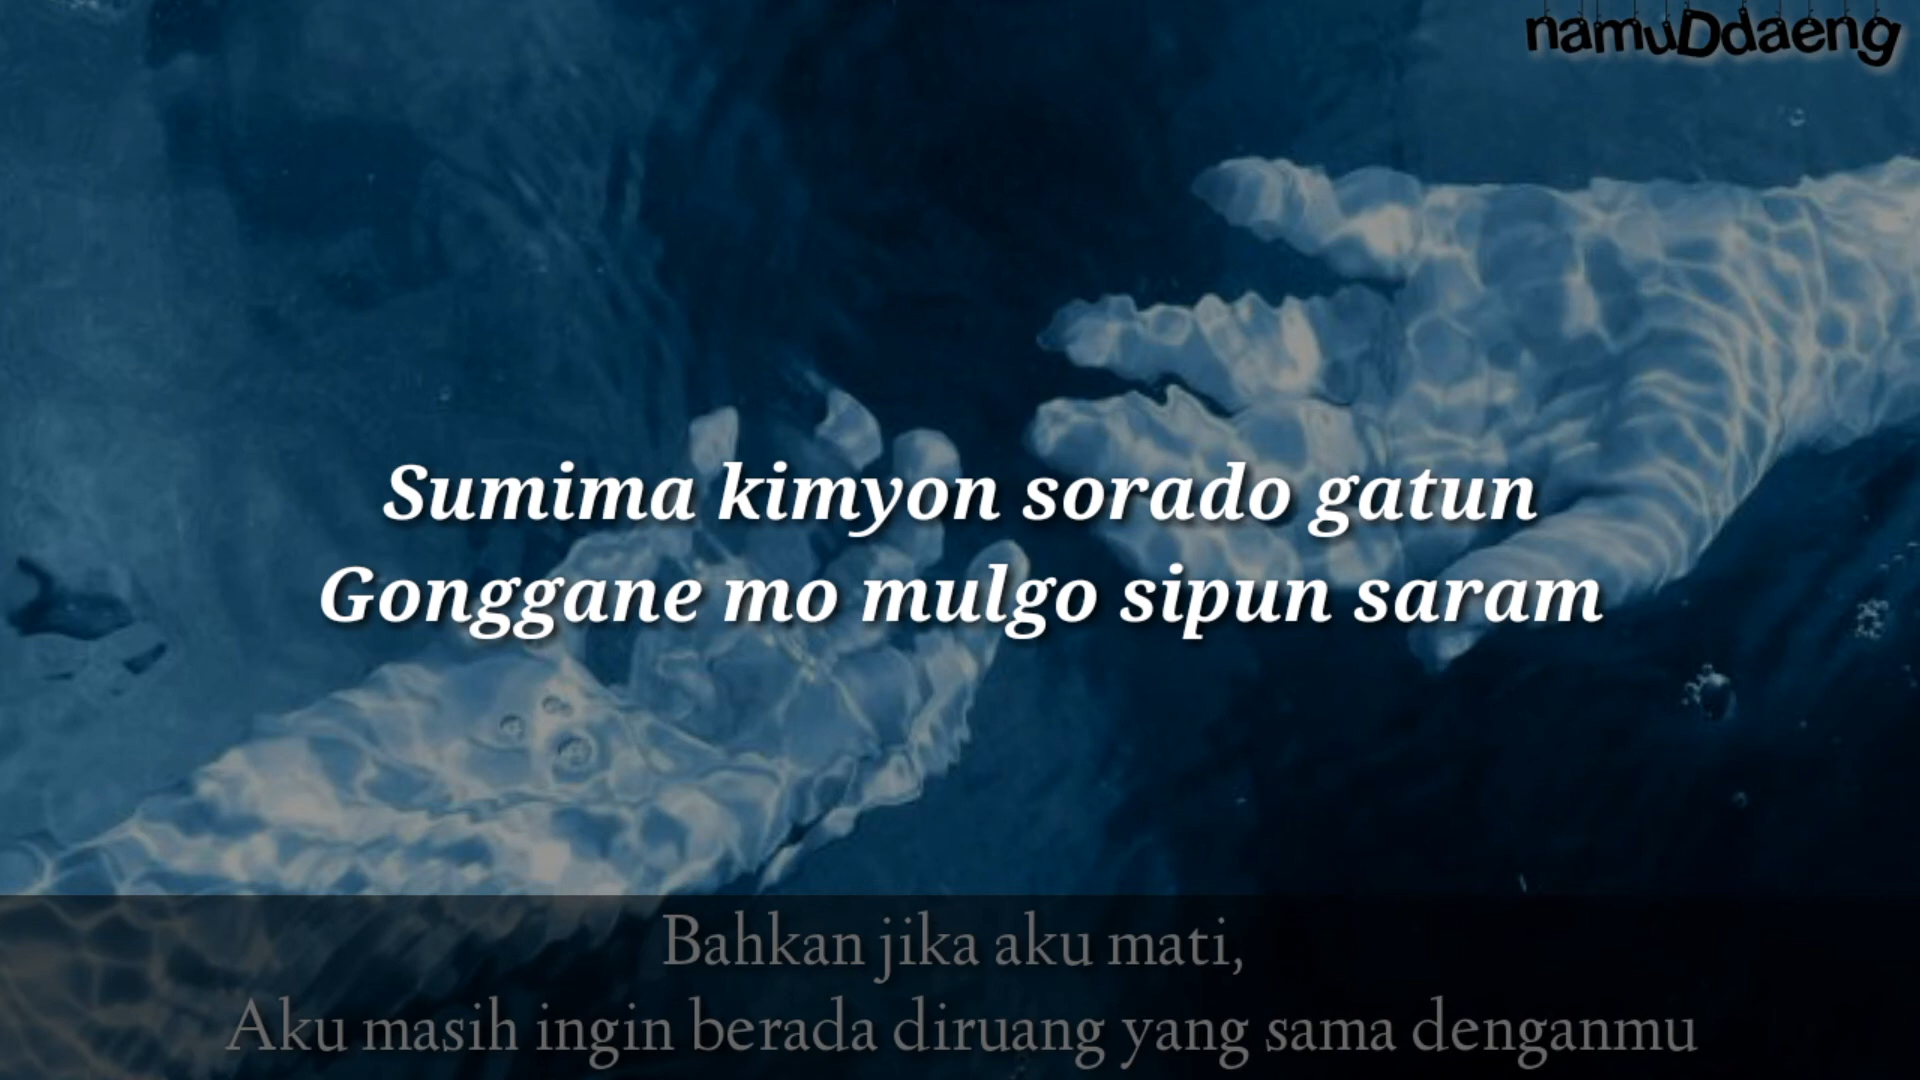 namuDdaeng
Sumima kimyon sorado gatun
Gonggane mo mulgo sipun saram
Bahkan jika aku mati,
Aku masih ingin berada diruang yang sama denganmu